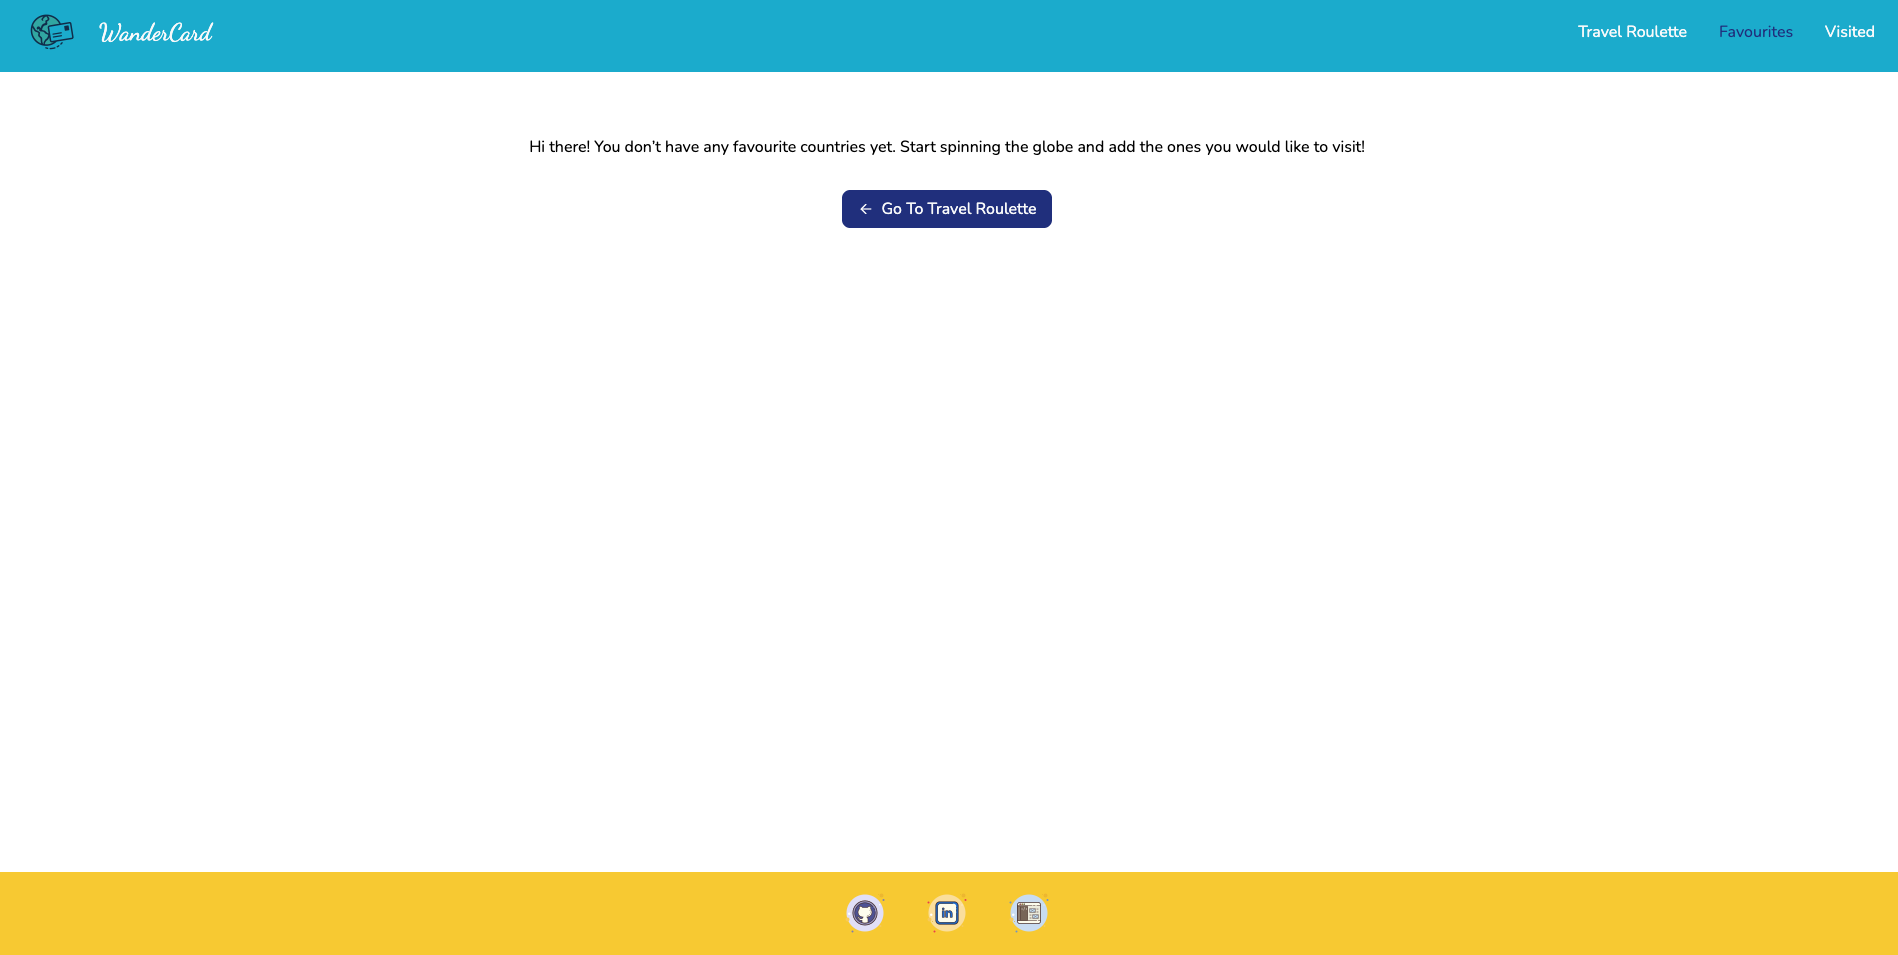 WanderCard
Travel Roulette
Favourites
Visited
Hi there! You don't have any favourite countries yet. Start spinning the globe and add the ones you would like to visit!
Go To Travel Roulette
in